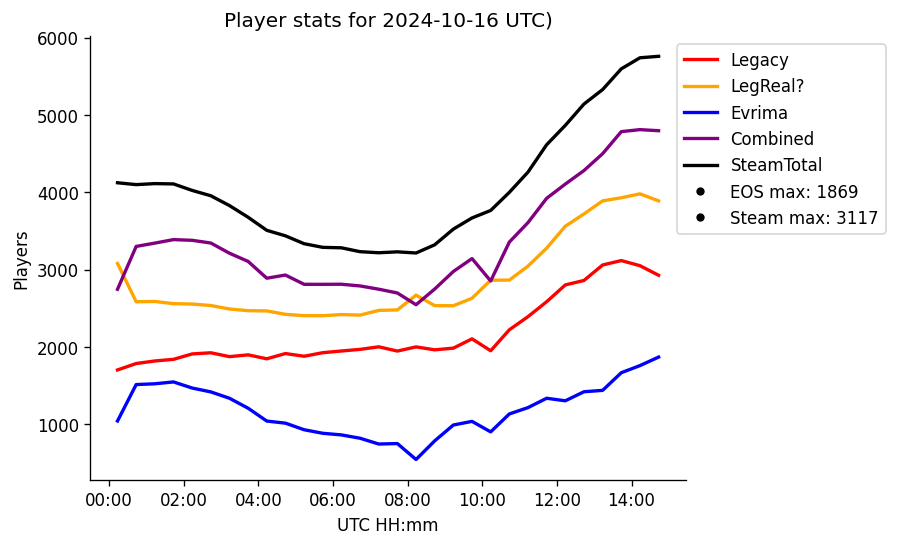 Player stats for 2024-10-16 UTC)
6000
5000
4000
3000
2000
1000
Players
00:00 02:00 04:00 06:00 08:00 10:00 12:00 14:00
UTC HH:mm
Legacy
LegReal?
Evrima
Combined
SteamTotal
EOS max: 1869
Steam max: 3117